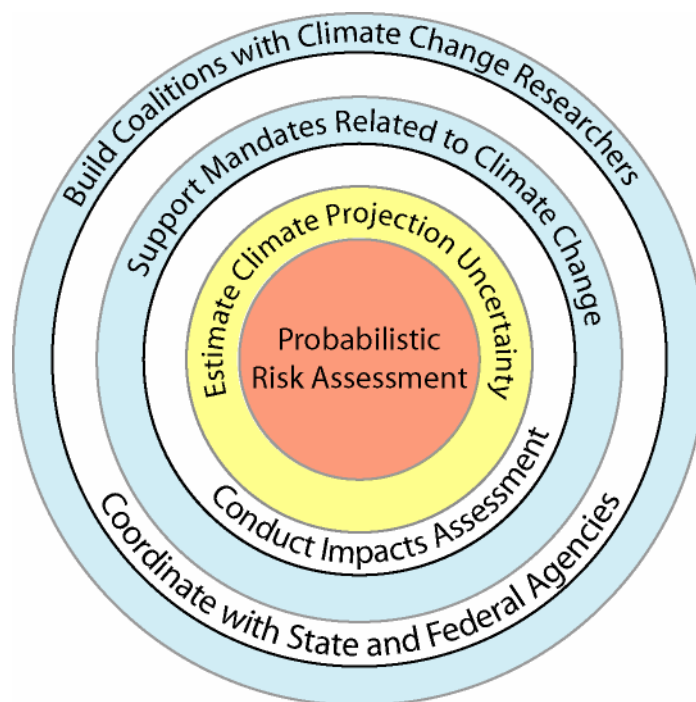 Build Coalitions with Climate Change Researchers
Support Mandates Related to Climate Change
Estimate Climate Projection Uncertainty
Probabilistic
Risk Assessment
Conduct Impacts Assessment
Coordinate with State and Federal Agencies